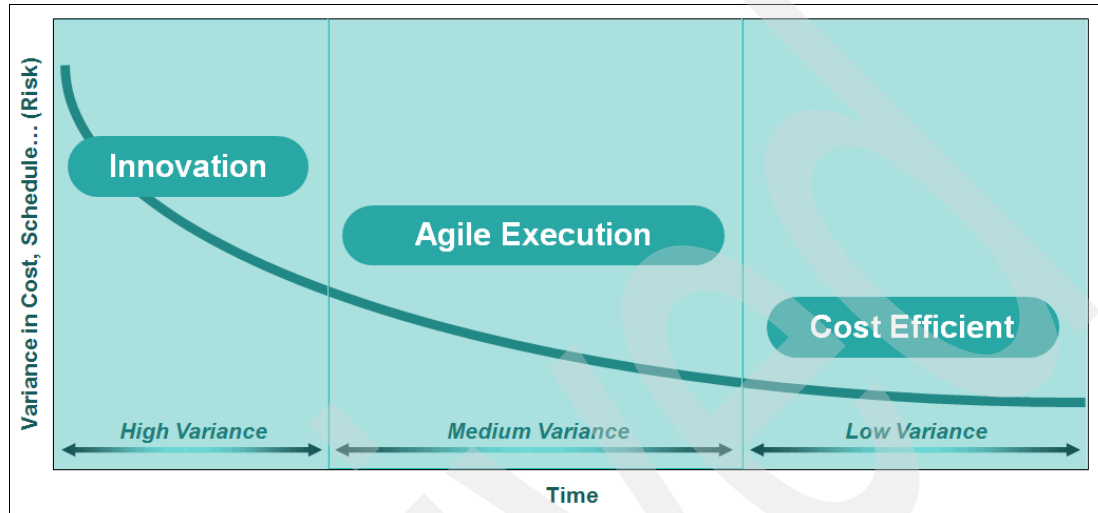 Variance in Cost, Schedule… (Risk)
Innovation
Agile Execution
Cost Efficient
High Variance
Medium Variance
Low Variance
Time